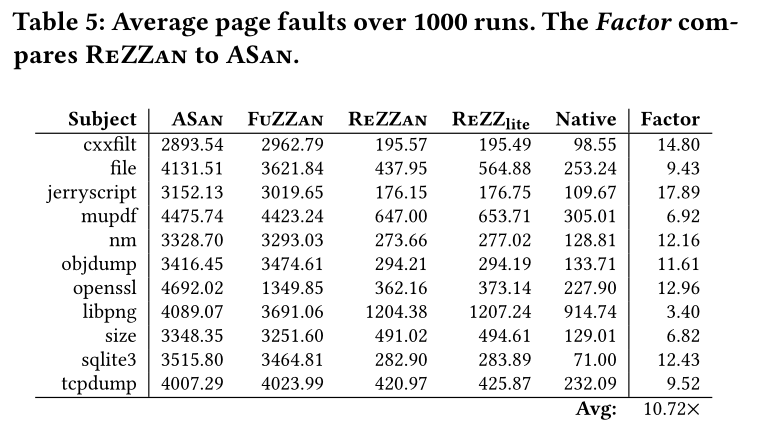 Table 5: Average page faults over 1000 runs. The Factor com-
pares ReZZan to ASan.
Subject ASan FuZZan ReZZan ReZZlite Native Factor
cxxfilt 2893.54 2962.79 195.57 195.49 98.55 14.80
file 4131.51 3621.84 437.95 564.88 253.24 9.43
jerryscript 3152.13 3019.65 176.15 176.75 109.67 17.89
mupdf 4475.74 4423.24 647.00 653.71 305.01 6.92
nm 3328.70 3293.03 273.66 277.02 128.81 12.16
objdump 3416.45 3474.61 294.21 294.19 133.71 11.61
openssl 4692.02 1349.85 362.16 373.14 227.90 12.96
libpng 4089.07 3691.06 1204.38 1207.24 914.74 3.40
size 3348.35 3251.60 491.02 494.61 129.01 6.82
sqlite3 3515.80 3464.81 282.90 283.89 71.00 12.43
tcpdump 4007.29 4023.99 420.97 425.87 232.09 9.52
Avg: 10.72×